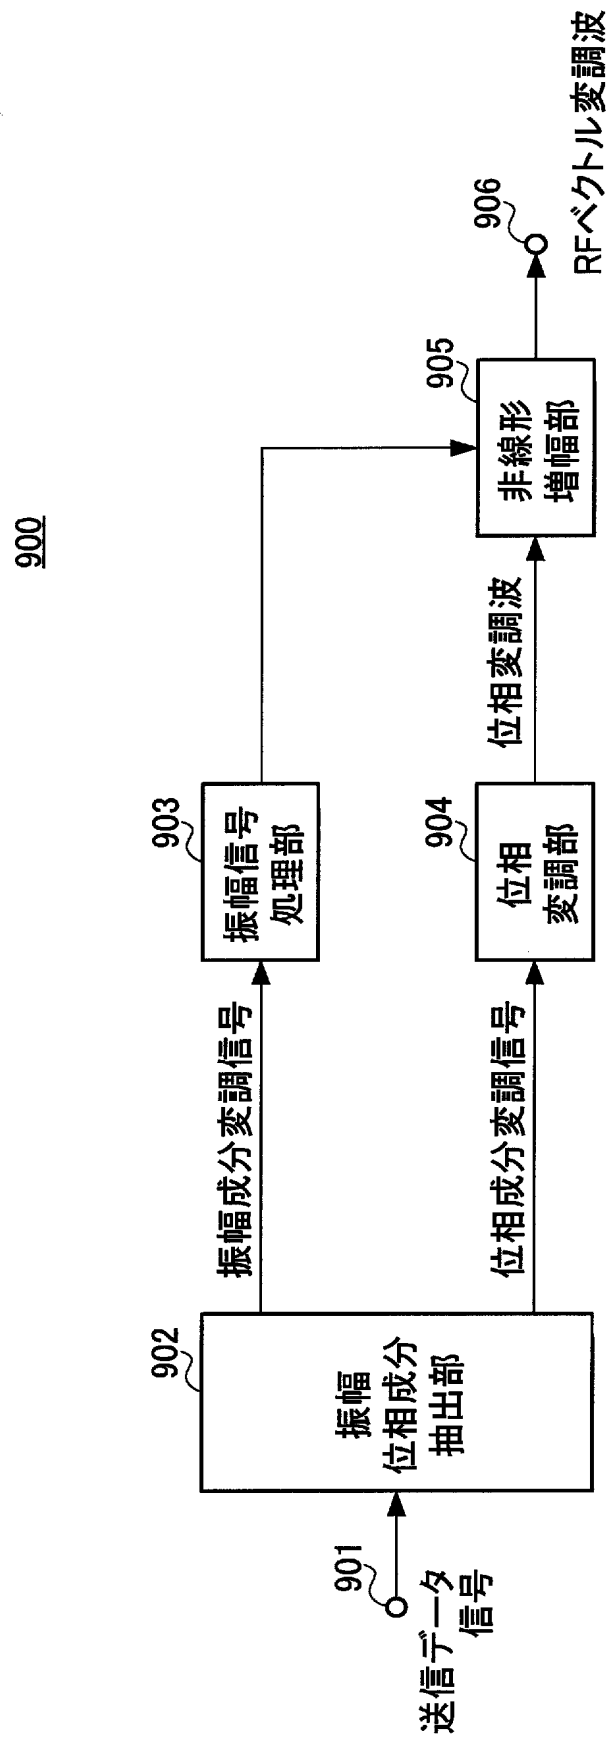 900
901
送信データ
信号
902
振幅
位相成分
抽出部
振幅成分変調信号
903
振幅信号
処理部
位相成分変調信号
904
位相
変調部
位相変調波
905
非線形
増幅部
906
RFベクトル変調波